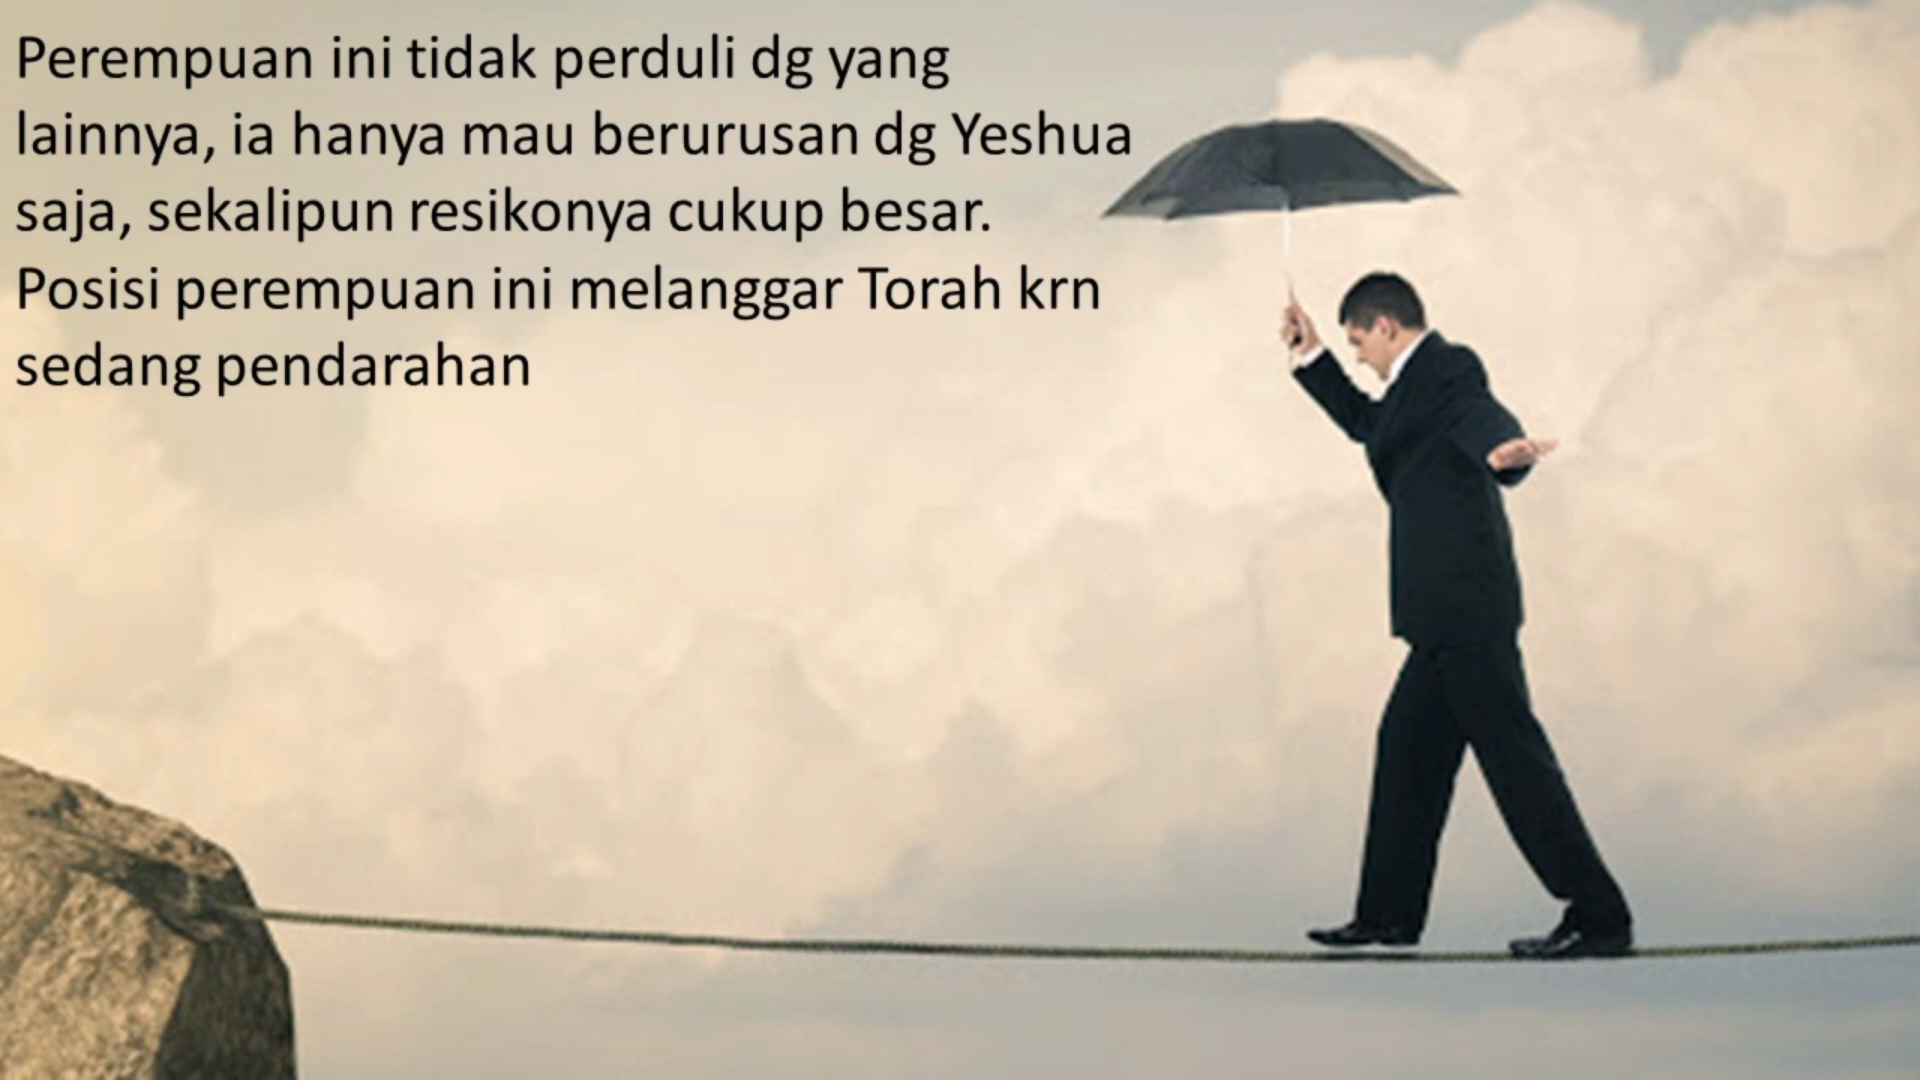 Perempuan ini tidak perduli dg yang
lainnya, ia hanya mau berurusan dg Yeshua
saja, sekalipun resikonya cukup besar.
Posisi perempuan ini melanggar Torah krn
sedang pendarahan